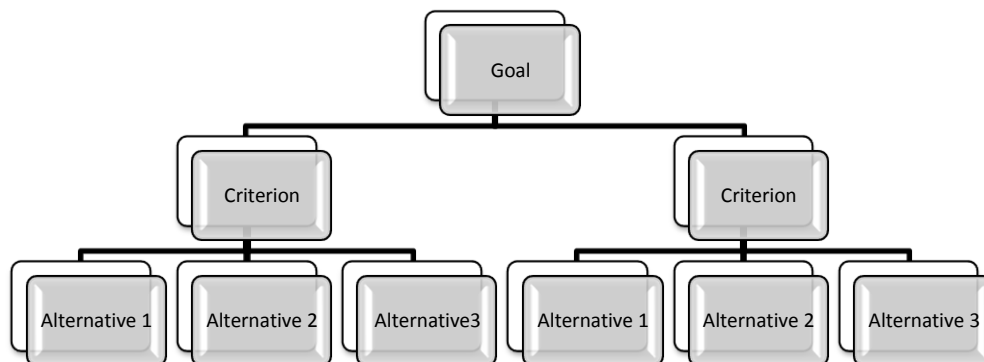 Goal
Criterion
Criterion
Alternative 1
Alternative 2
Alternative3
Alternative 1
Alternative 2
Alternative 3